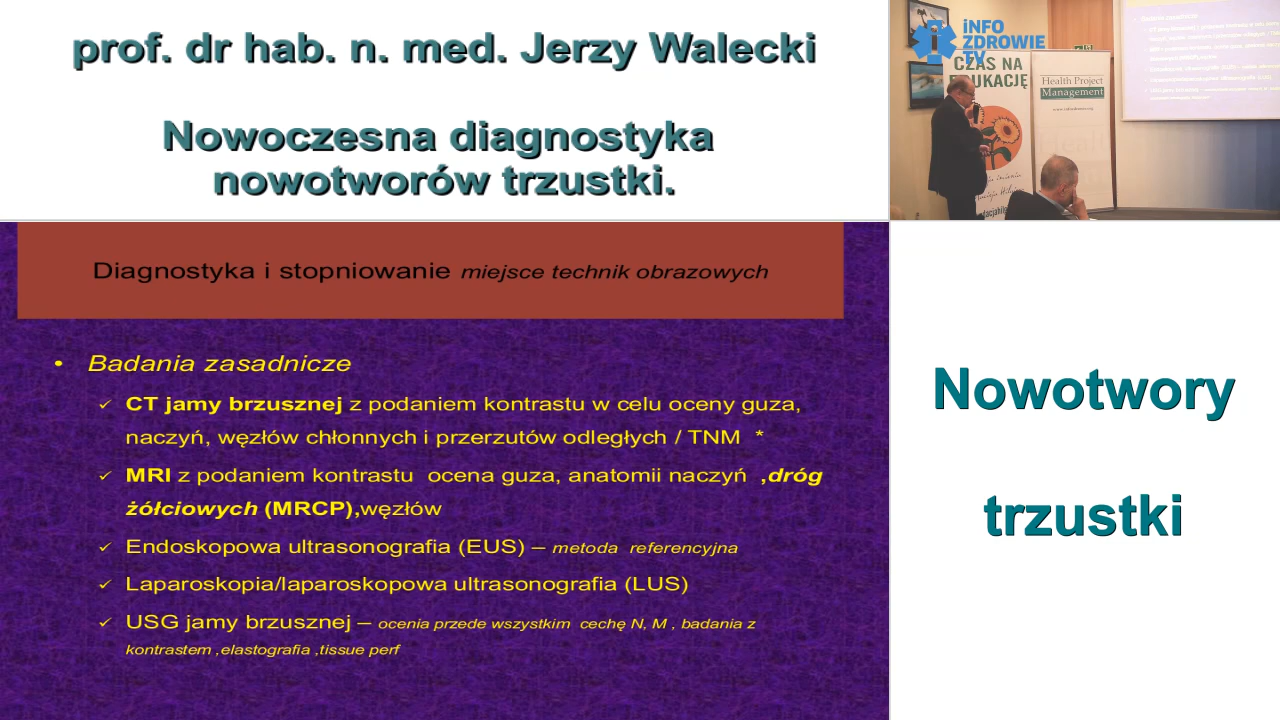 prof. dr hab. n. med. Jerzy Walecki
Nowoczesna diagnostyka
nowotworów trzustki.
iNFO
ZDROWIE
TV
CZAS NA
EDUKACJĘ
Health Project
Management
Diagnostyka i stopniowanie miejsce technik obrazowych
• Badania zasadnicze
✓ CT jamy brzusznej z podaniem kontrastu w celu oceny guza,
naczyń, węzłów chłonnych i przerzutów odległych / TNM *
✓ MRI z podaniem kontrastu ocena guza, anatomii naczyń ,dróg
żółciowych (MRCP),węzłów
✓ Endoskopowa ultrasonografia (EUS) – metoda referencyjna
✓ Laparoskopia/laparoskopowa ultrasonografia (LUS)
✓ USG jamy brzusznej – ocenia przede wszystkim cechę N, M , badania z
kontrastem ,elastografia ,tissue perf
Nowotwory
trzustki